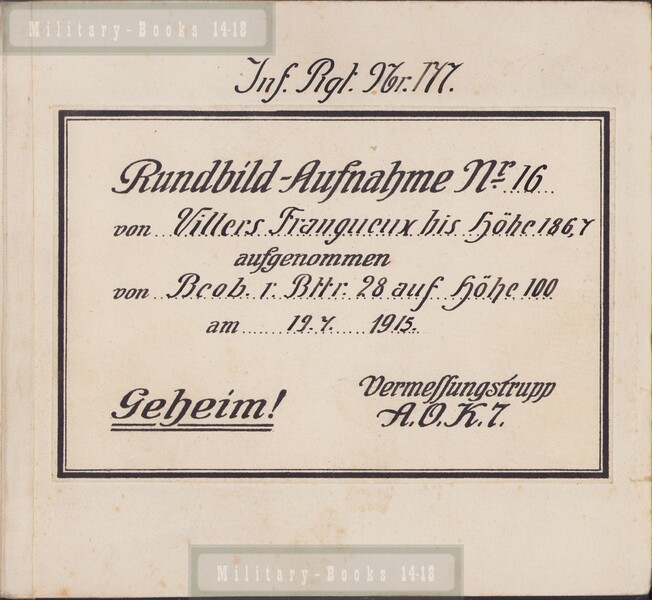 Military-Books 14-18
Inf. Rgt. Nr. 177.
Rundbild-Aufnahme Nr. 16
von Villers Franqueux bis Höhe 186,7
aufgenommen
von Beob. r. Bttr. 28 auf Höhe 100
am 19.7. 1915.
Geheim!
Vermessungstrupp
A.O.K.7.
Military-Books 14-18